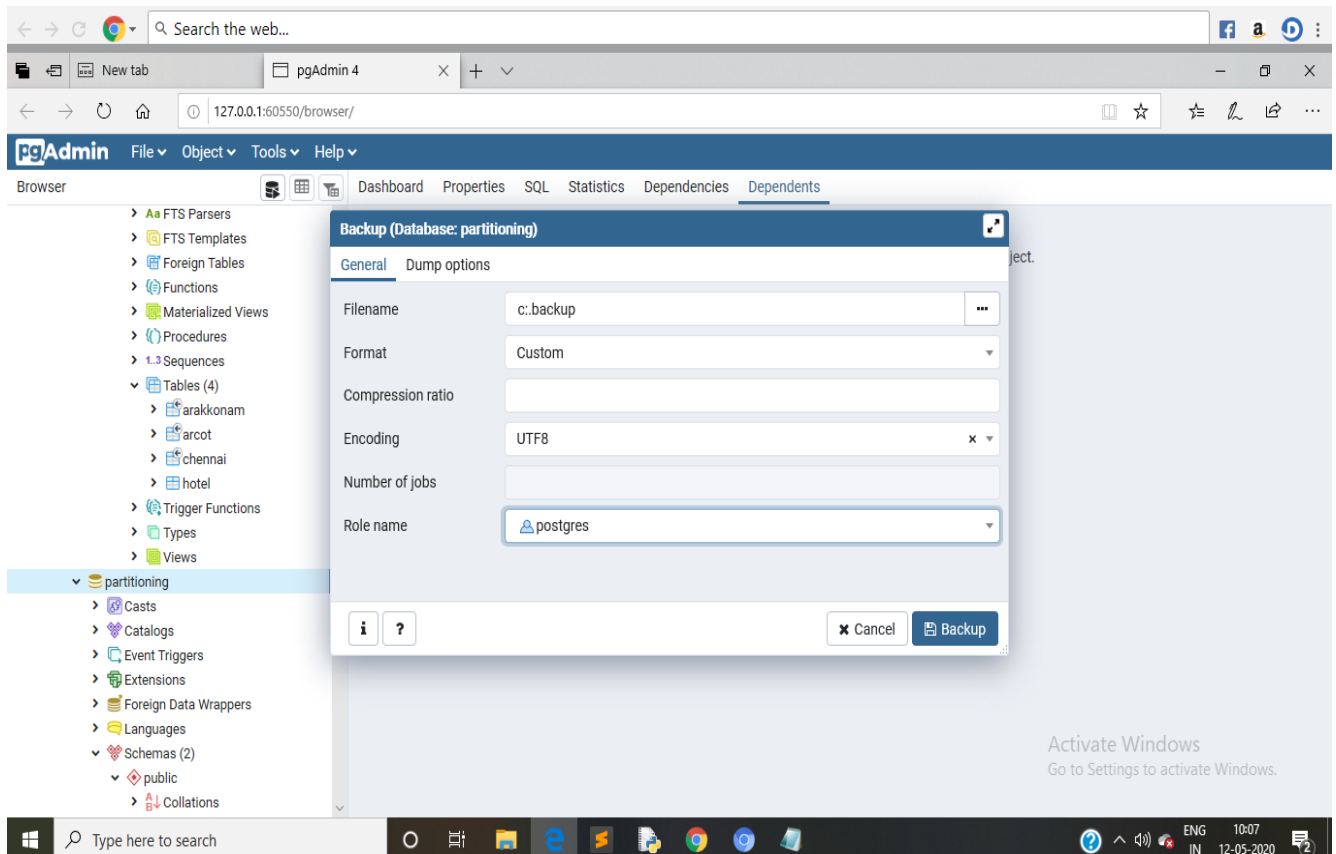 Search the web...
New tab
pgAdmin 4
127.0.0.1:60550/browser/
pgAdmin File Object Tools Help
Browser
Dashboard Properties SQL Statistics Dependencies Dependents
Aa FTS Parsers
FTS Templates
Foreign Tables
Functions
Materialized Views
Procedures
1..3 Sequences
Tables (4)
arakkonam
arcot
chennai
hotel
Trigger Functions
Types
Views
partitioning
Casts
Catalogs
Event Triggers
Extensions
Foreign Data Wrappers
Languages
Schemas (2)
public
Collations
Backup (Database: partitioning)
ject.
General Dump options
Filename c:.backup
Format Custom
Compression ratio
Encoding UTF8
Number of jobs
Role name postgres
i ? Cancel Backup
Activate Windows
Go to Settings to activate Windows.
Type here to search
ENG
IN
10:07
12-05-2020
2